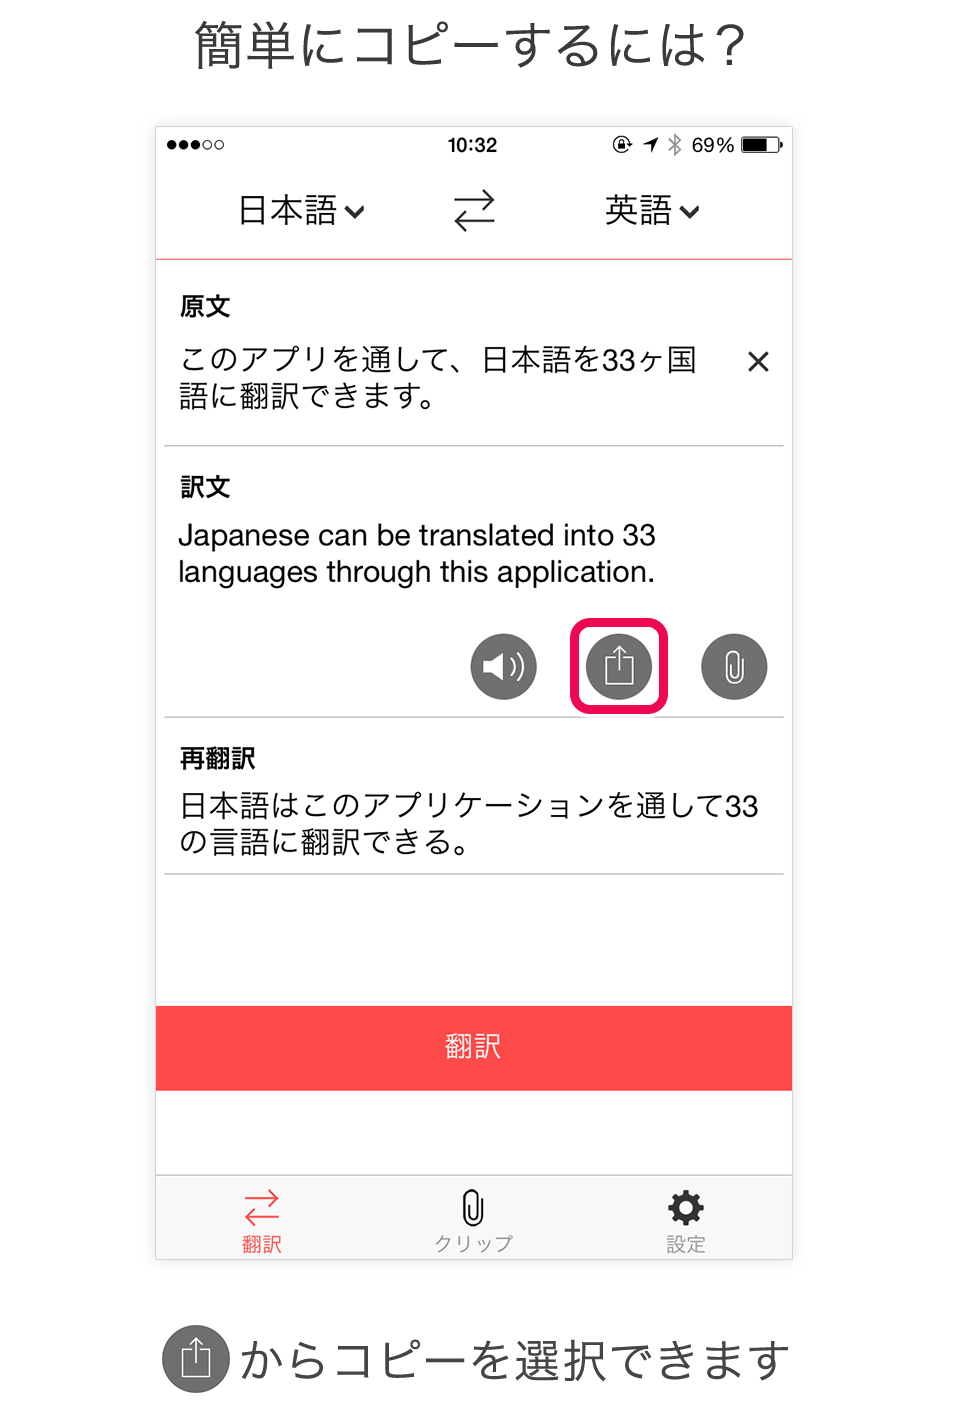 簡単にコピーするには？
10:32
69%
日本語
英語
原文
このアプリを通して、日本語を33ヶ国
語に翻訳できます。
訳文
Japanese can be translated into 33
languages through this application.
再翻訳
日本語はこのアプリケーションを通して33
の言語に翻訳できる。
翻訳
翻訳
クリップ
設定
からコピーを選択できます